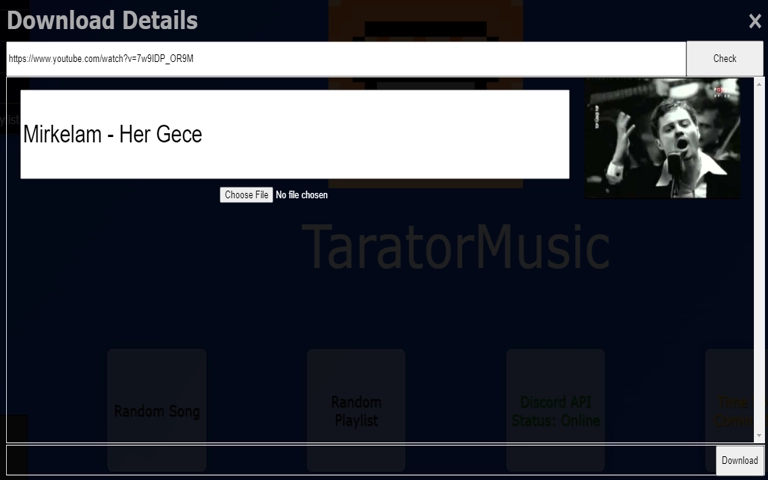 Download Details
×
https://www.youtube.com/watch?v=7w9IDP_OR9M
Check
Mirkelam - Her Gece
Choose File No file chosen
TaratorMusic
Random Song
Random
Playlist
Discord API
Status: Online
Download